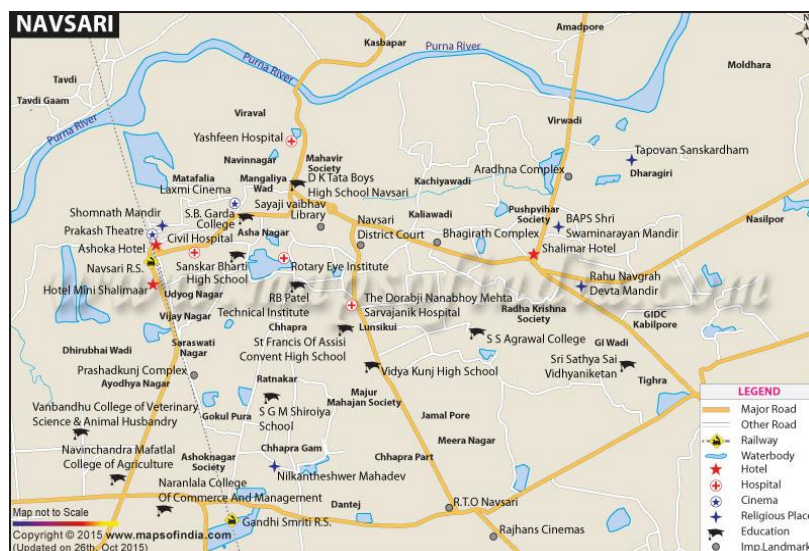 NAVSARI
Amadpore
Kasbapar
Purna River
Purna River
Moldhara
Tavdi
Tavdi Gaam
Purna River
Viraval
Virwadi
Yashfeen Hospital
Tapovan Sanskardham
Navinnagar
Mahavir
Society
Aradhna Complex
Dharagiri
Matafalia
Mangaliya
Wad
D K Tata Boys
High School Navsari
Kachiyawadi
Laxmi Cinema
Sayaji vaibhav
Library
Pushpvihar
Society
Nasilpor
Shomnath Mandir
S.B. Garda
College
Kaliawadi
BAPS Shri
Swaminarayan Mandir
Prakash Theatre
Asha Nagar
Navsari
District Court
Bhagirath Complex
Ashoka Hotel
Civil Hospital
Shalimar Hotel
Navsari R.S.
Sanskar Bharti
High School
Rotary Eye Institute
Rahu Navgrah
Devta Mandir
Hotel Mini Shalimaar
Udyog Nagar
RB Patel
Technical Institute
The Dorabji Nanabhoy Mehta
Sarvajanik Hospital
Radha Krishna
Society
GIDC
Kabilpore
Vijay Nagar
Chhapra
Lunsikui
Saraswati
Nagar
St Francis Of Assisi
Convent High School
S S Agrawal College
GI Wadi
Dhirubhai Wadi
Sri Sathya Sai
Vidhyaniketan
Prashadkunj Complex
Vidya Kunj High School
Tighra
Ayodhya Nagar
Ratnakar
Majur
Mahajan Society
Vanbandhu College of Veterinary
Science & Animal Husbandry
Gokul Pura
S G M Shiroiya
School
Jamal Pore
Meera Nagar
Navinchandra Mafatlal
College of Agriculture
Ashoknagar
Society
Chhapra Gam
Chhapra Part
Nilkantheshwer Mahadev
Naranlala College
Of Commerce And Management
Dantej
R.T.O Navsari
Gandhi Smriti R.S.
Rajhans Cinemas
LEGEND
Major Road
Other Road
Railway
Waterbody
Hotel
Hospital
Cinema
Religious Place
Education
Imp.Landmark
Map not to Scale
Copyright © 2015 www.mapsofindia.com
(Updated on 26th, Oct 2015)
www.mapsofindia.com